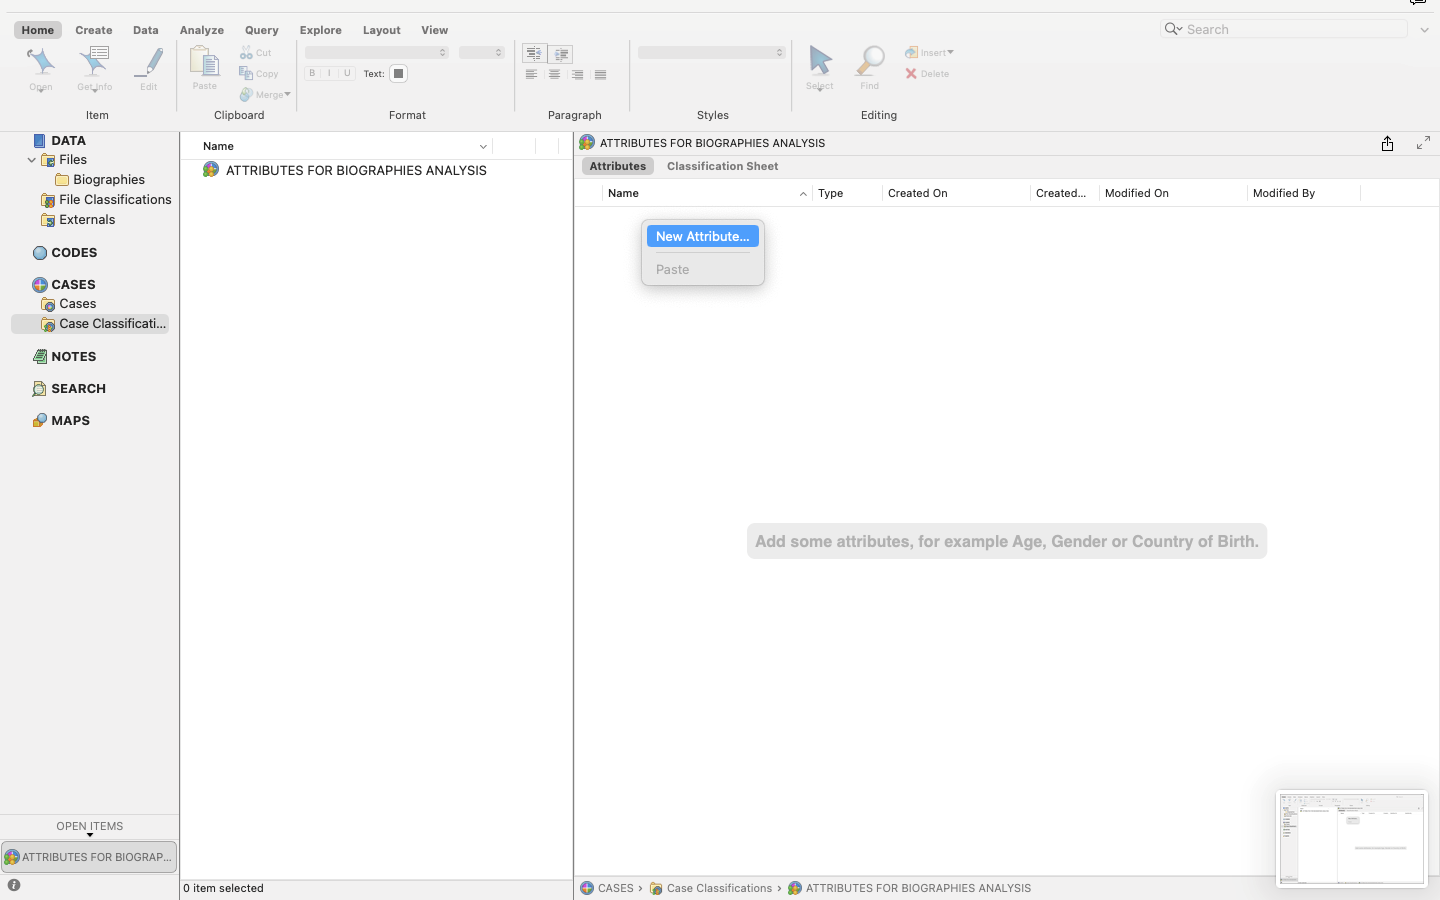 Home Create Data Analyze Query Explore Layout View
Search
Open Get Info Edit
Item
Paste
Cut
Copy
Merge
Clipboard
B I U Text:
Format
Paragraph
Styles
Select Find
Insert
Delete
Editing
DATA
Files
Biographies
File Classifications
Externals
CODES
CASES
Cases
Case Classificati...
NOTES
SEARCH
MAPS
OPEN ITEMS
ATTRIBUTES FOR BIOGRAP...
Name
ATTRIBUTES FOR BIOGRAPHIES ANALYSIS
0 item selected
ATTRIBUTES FOR BIOGRAPHIES ANALYSIS
Attributes Classification Sheet
Name Type Created On Created... Modified On Modified By
New Attribute...
Paste
Add some attributes, for example Age, Gender or Country of Birth.
CASES › Case Classifications › ATTRIBUTES FOR BIOGRAPHIES ANALYSIS